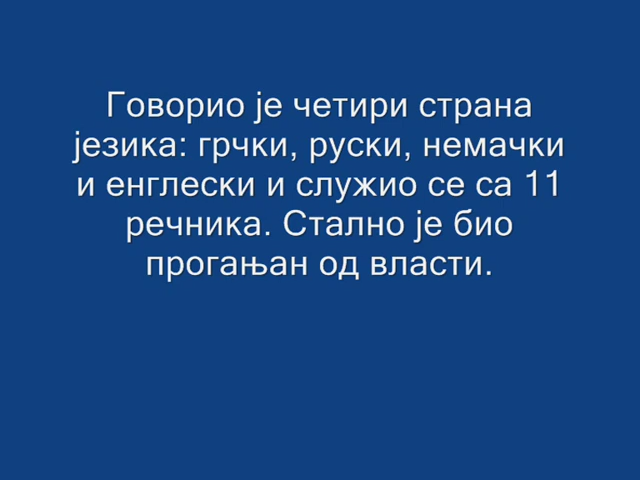 Говорио је четири страна
језика: грчки, руски, немачки
и енглески и служио се са 11
речника. Стално је био
прогањан од власти.